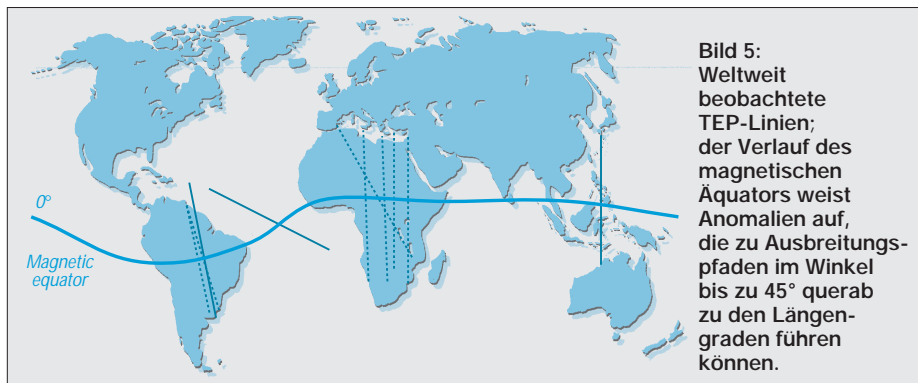 0°
Magnetic
equator
Bild 5:
Weltweit
beobachtete
TEP-Linien;
der Verlauf des
magnetischen
Äquators weist
Anomalien auf,
die zu Ausbreitungs-
pfaden im Winkel
bis zu 45° querab
zu den Längen-
graden führen
können.